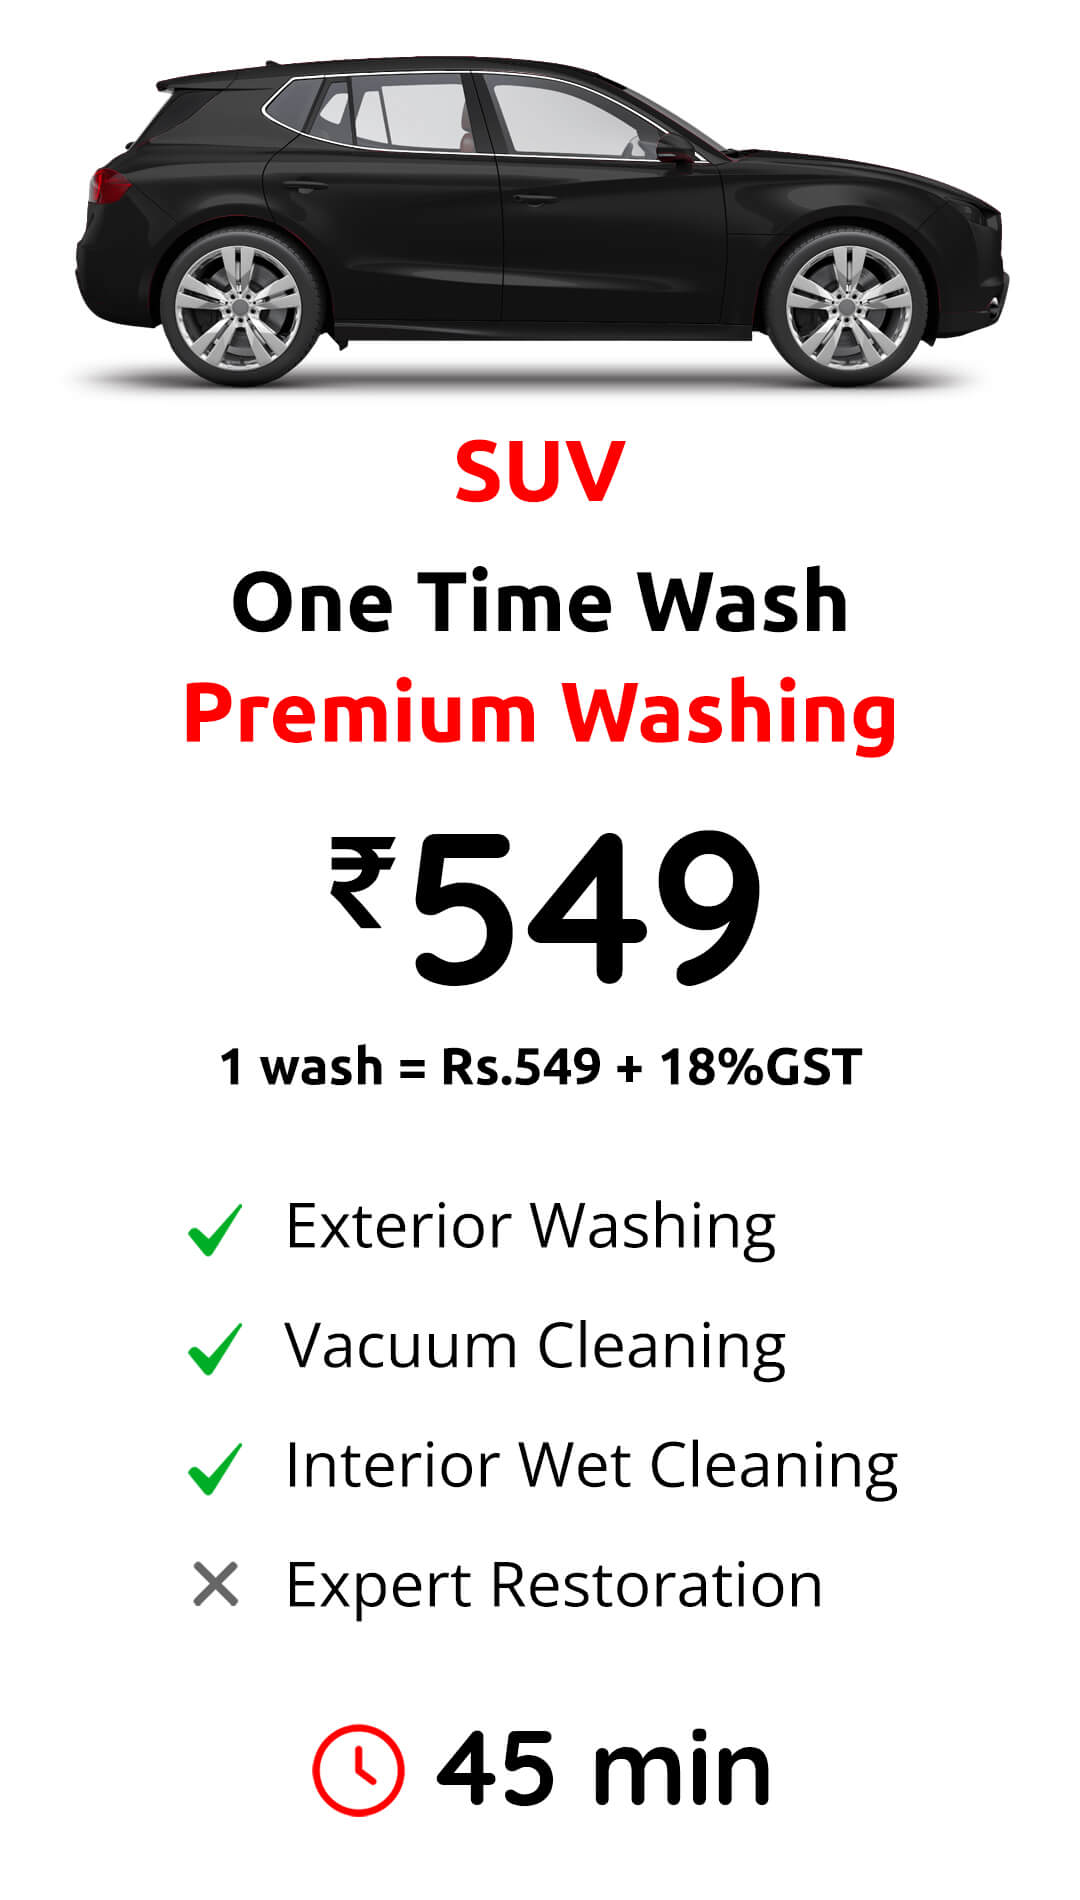 SUV
One Time Wash
Premium Washing
₹549
1 wash = Rs.549 + 18%GST
Exterior Washing
Vacuum Cleaning
Interior Wet Cleaning
Expert Restoration
45 min